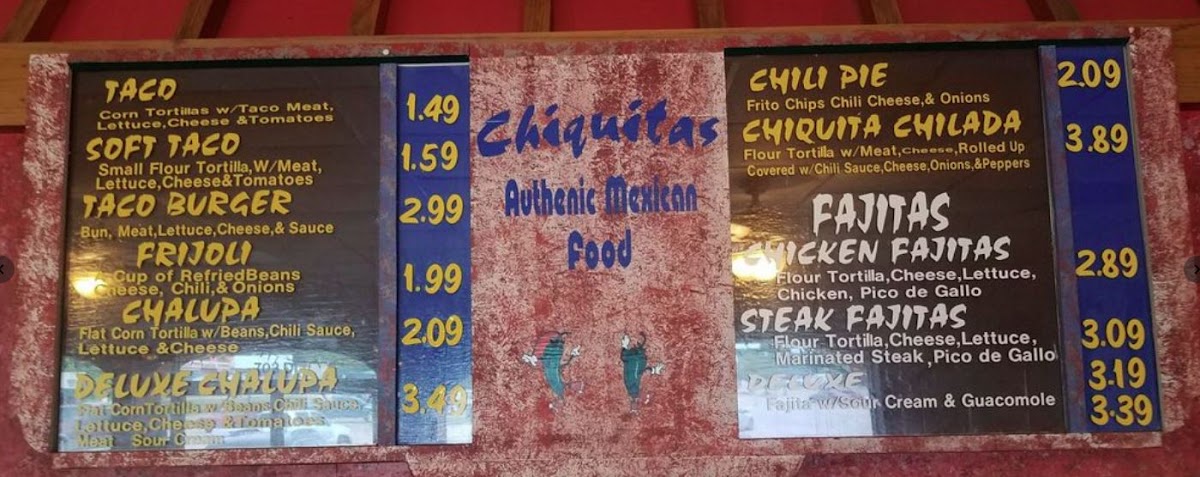 TACO
Corn Tortillas w/Taco Meat,
Lettuce,Cheese &Tomatoes
1.49
SOFT TACO
Small Flour Tortilla,W/Meat,
Lettuce,Cheese&Tomatoes
1.59
TACO BURGER
Bun, Meat,Lettuce,Cheese,& Sauce
2.99
FRIJOLI
Cup of RefriedBeans
Cheese, Chili,& Onions
1.99
CHALUPA
Flat Corn Tortilla w/Beans,Chili Sauce,
Lettuce &Cheese
2.09
DELUXE CHALUPA
Flat CornTortilla w/Beans,Chili Sauce,
Lettuce,Cheese &Tomatoes
Meat Sour Cream
3.49
Chiquitas
Authenic Mexican
Food
CHILI PIE
Frito Chips Chili Cheese,& Onions
2.09
CHIQUITA CHILADA
Flour Tortilla w/Meat,Cheese,Rolled Up
Covered w/Chili Sauce,Cheese,Onions,&Peppers
3.89
FAJITAS
CHICKEN FAJITAS
Flour Tortilla,Cheese,Lettuce,
Chicken, Pico de Gallo
2.89
STEAK FAJITAS
Flour Tortilla,Cheese,Lettuce,
Marinated Steak ,Pico de Gallo
3.09
DELUXE
Fajita w/Sour Cream & Guacomole
3.19
3.39